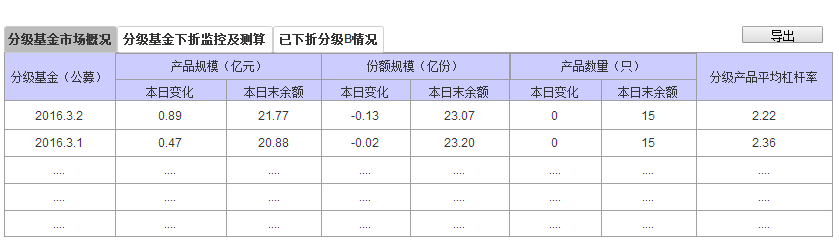 分级基金市场概况 分级基金下折监控及测算 已下折分级B情况 导出
分级基金（公募） 产品规模（亿元） 份额规模（亿份） 产品数量（只） 分级产品平均杠杆率
本日变化 本日末余额 本日变化 本日末余额 本日变化 本日末余额
2016.3.2 0.89 21.77 -0.13 23.07 0 15 2.22
2016.3.1 0.47 20.88 -0.02 23.20 0 15 2.36
.... .... .... .... .... .... .... ....
.... .... .... .... .... .... .... ....
.... .... .... .... .... .... .... ....